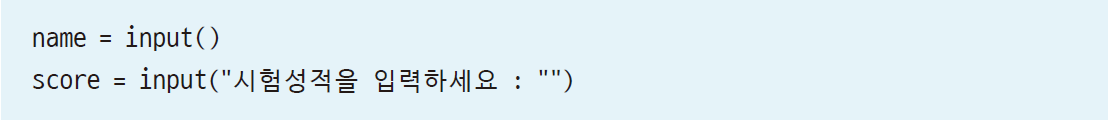 name = input()
score = input("시험성적을 입력하세요 : "")